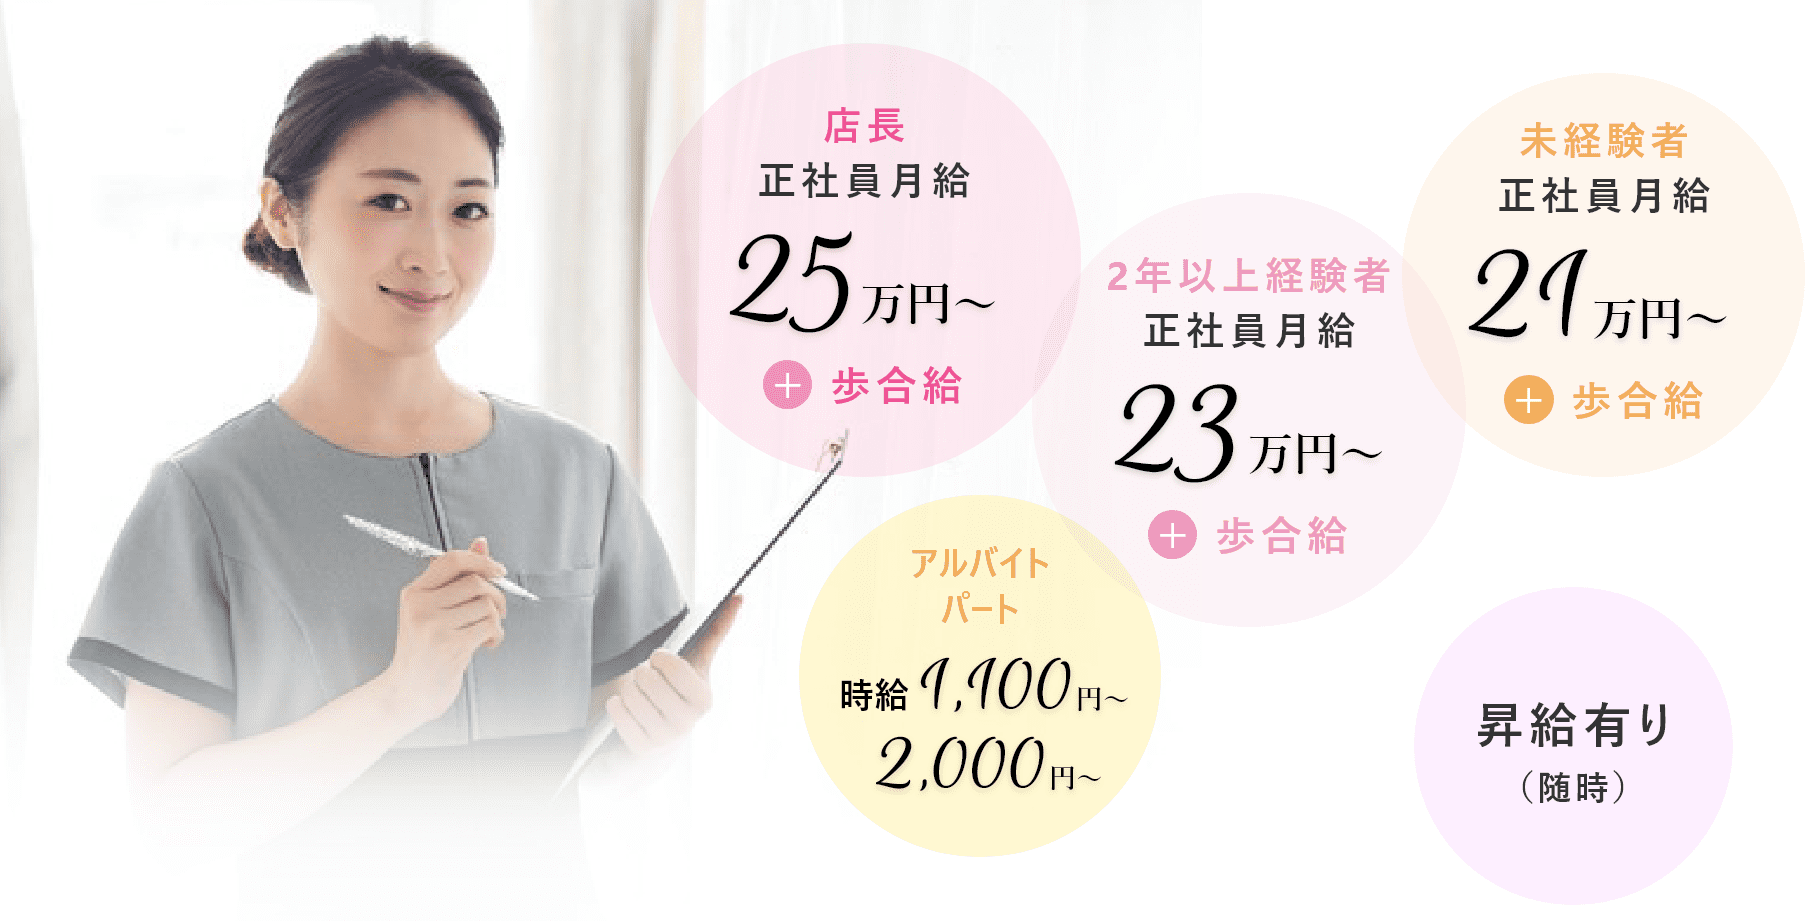 店長
正社員月給
25万円～
+ 歩合給
2年以上経験者
正社員月給
23万円～
+ 歩合給
未経験者
正社員月給
21万円～
+ 歩合給
アルバイト
パート
時給1,100円～
2,000円～
昇給有り
（随時）